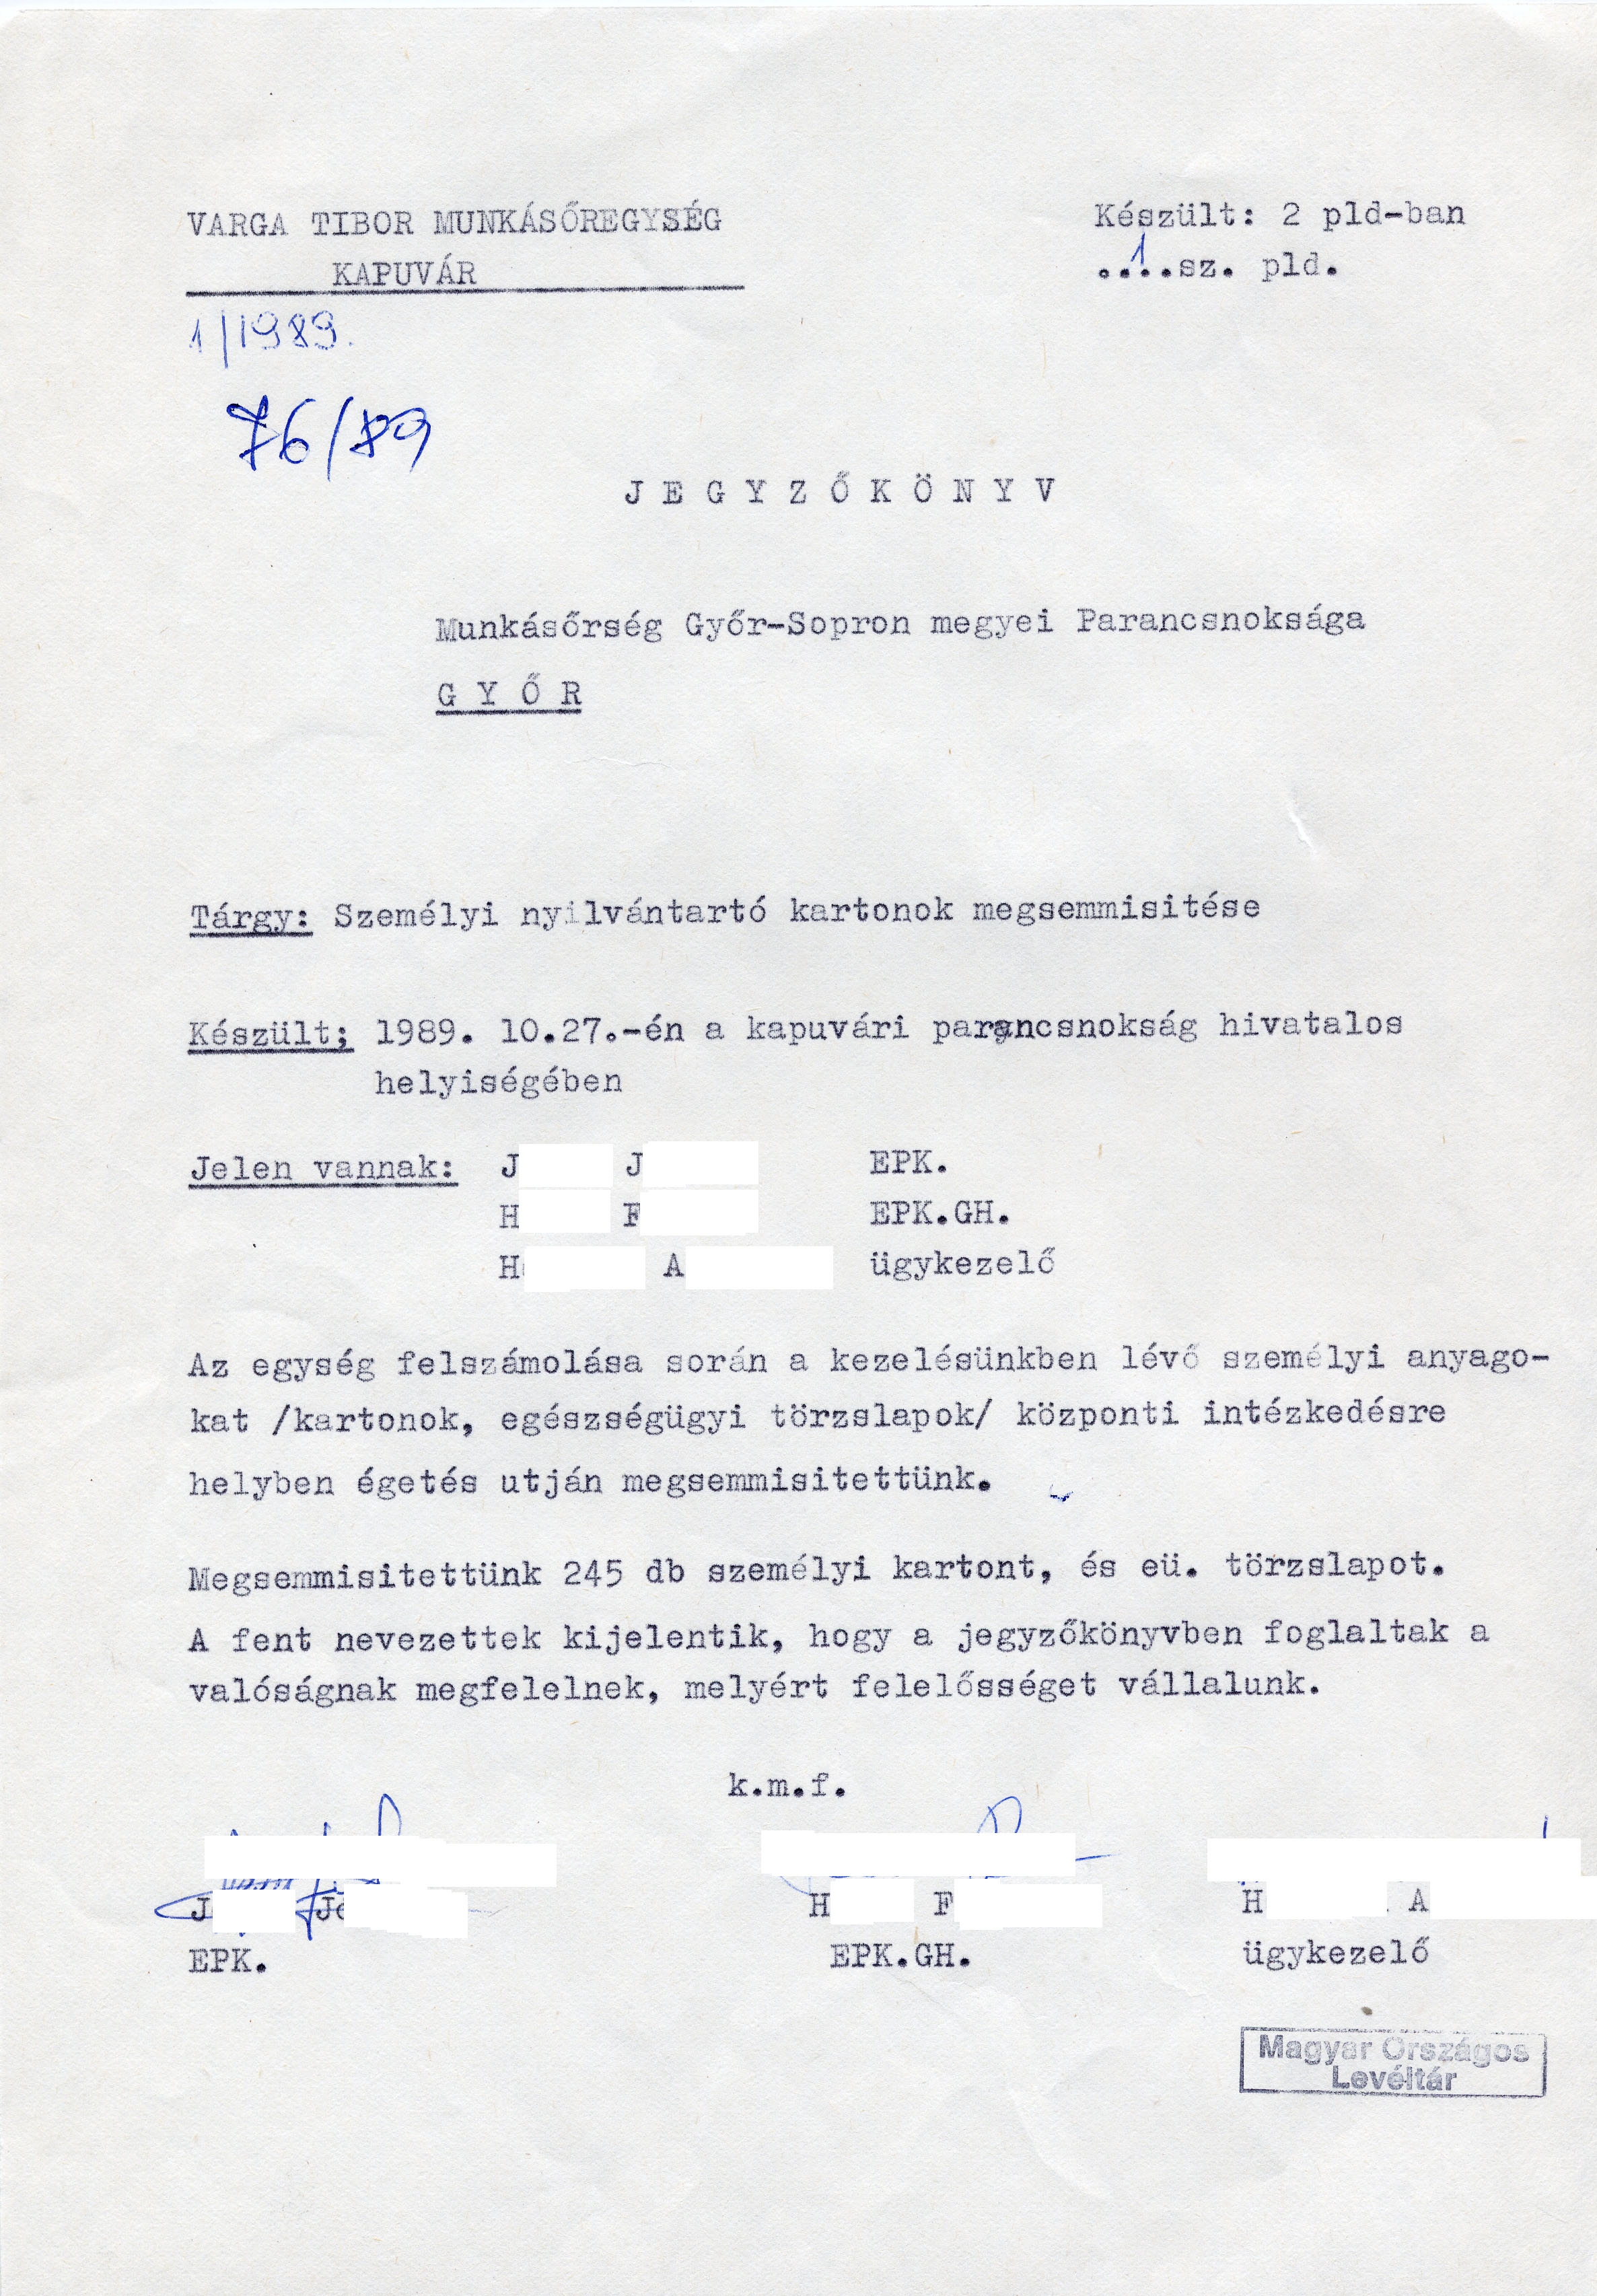 VARGA TIBOR MUNKÁSŐREGYSÉG
KAPUVÁR
Készült: 2 pld-ban
..1..sz. pld.
1/1989.
76/89
J E G Y Z Ő K Ö N Y V
Munkásőrség Győr-Sopron megyei Parancsnoksága
G Y Ő R
Tárgy: Személyi nyilvántartó kartonok megsemmisitése
Készült; 1989. 10.27.-én a kapuvári parancsnokság hivatalos
helyiségében
Jelen vannak: J J EPK.
H F EPK.GH.
H A ügykezelő
Az egység felszámolása során a kezelésünkben lévő személyi anyago-
kat /kartonok, egészségügyi törzslapok/ központi intézkedésre
helyben égetés utján megsemmisitettünk.
Megsemmisitettünk 245 db személyi kartont, és eü. törzslapot.
A fent nevezettek kijelentik, hogy a jegyzőkönyvben foglaltak a
valóságnak megfelelnek, melyért felelősséget vállalunk.
k.m.f.
J Je H F H A
EPK. EPK.GH. ügykezelő
Magyar Országos
Levéltár